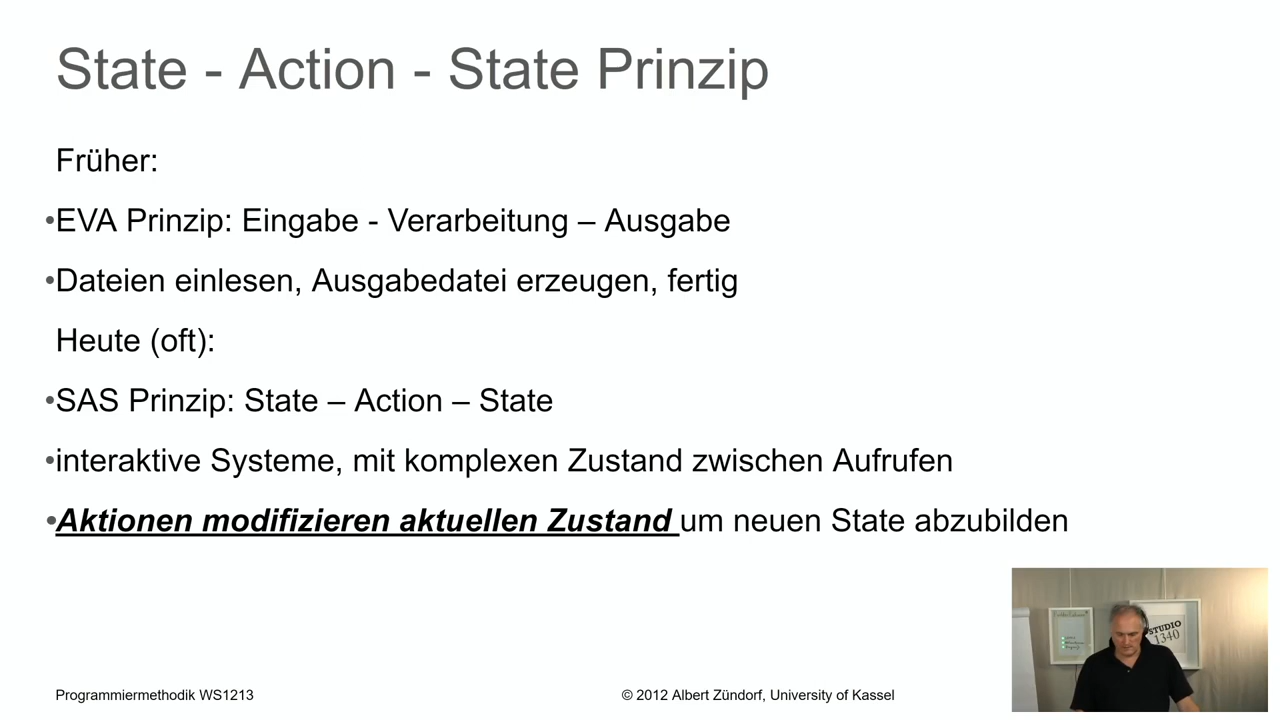 State - Action - State Prinzip
Früher:
•EVA Prinzip: Eingabe - Verarbeitung – Ausgabe
•Dateien einlesen, Ausgabedatei erzeugen, fertig
Heute (oft):
•SAS Prinzip: State – Action – State
•interaktive Systeme, mit komplexen Zustand zwischen Aufrufen
•Aktionen modifizieren aktuellen Zustand um neuen State abzubilden
STUDIO
1340
Programmiermethodik WS1213
© 2012 Albert Zündorf, University of Kassel